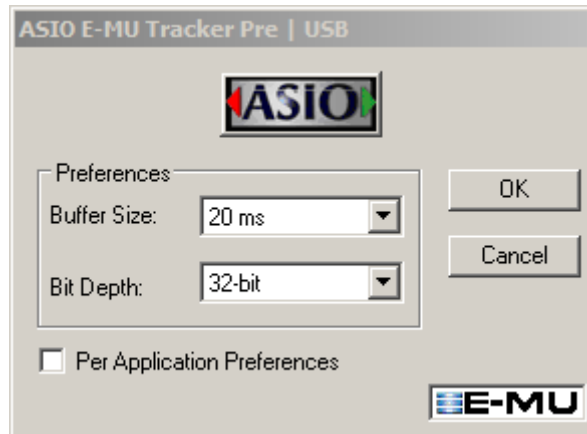 ASIO E-MU Tracker Pre | USB
ASIO
Preferences
Buffer Size: 20 ms
Bit Depth: 32-bit
OK
Cancel
Per Application Preferences
E-MU